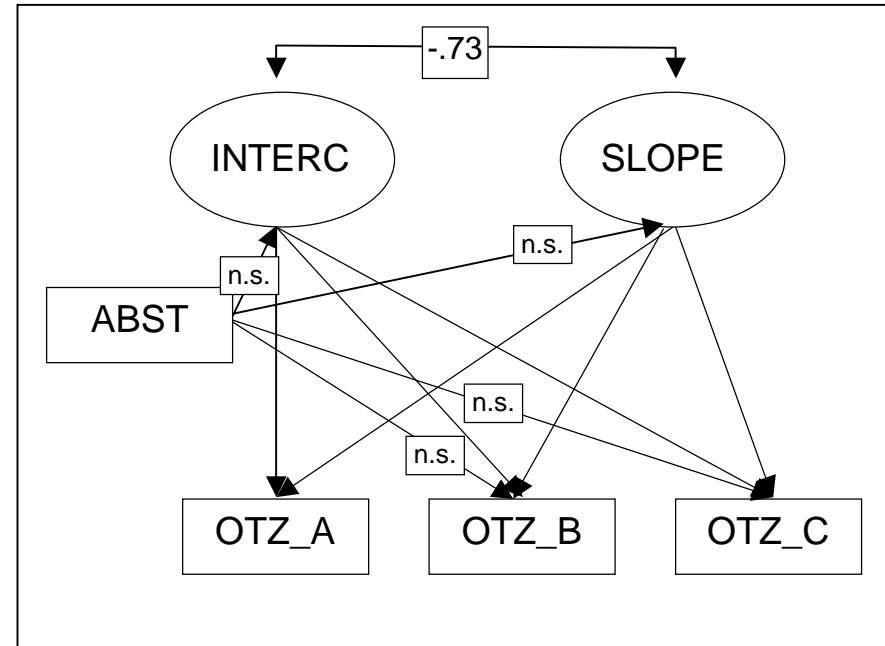 -.73
INTERC
SLOPE
n.s.
n.s.
ABST
n.s.
n.s.
OTZ_A
OTZ_B
OTZ_C